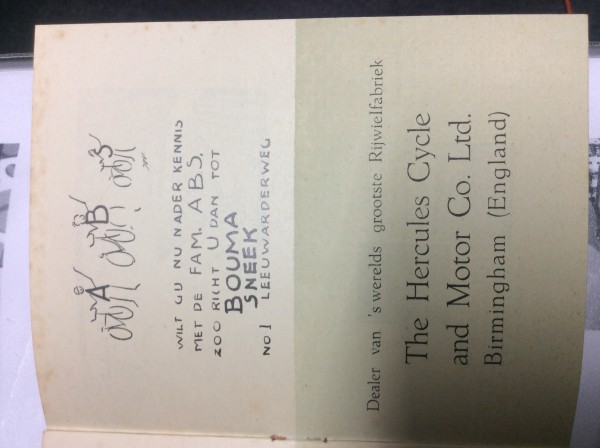 A B S
WILT GU NU NADER KENNIS
MET DE FAM. A B.S.
ZOO RICHT U DAN TOT
BOUMA
SNEEK
NO 1 LEEUWARDERWEG
Dealer van 's werelds grootste Rijwielfabriek
The Hercules Cycle
and Motor Co. Ltd.
Birmingham (England)